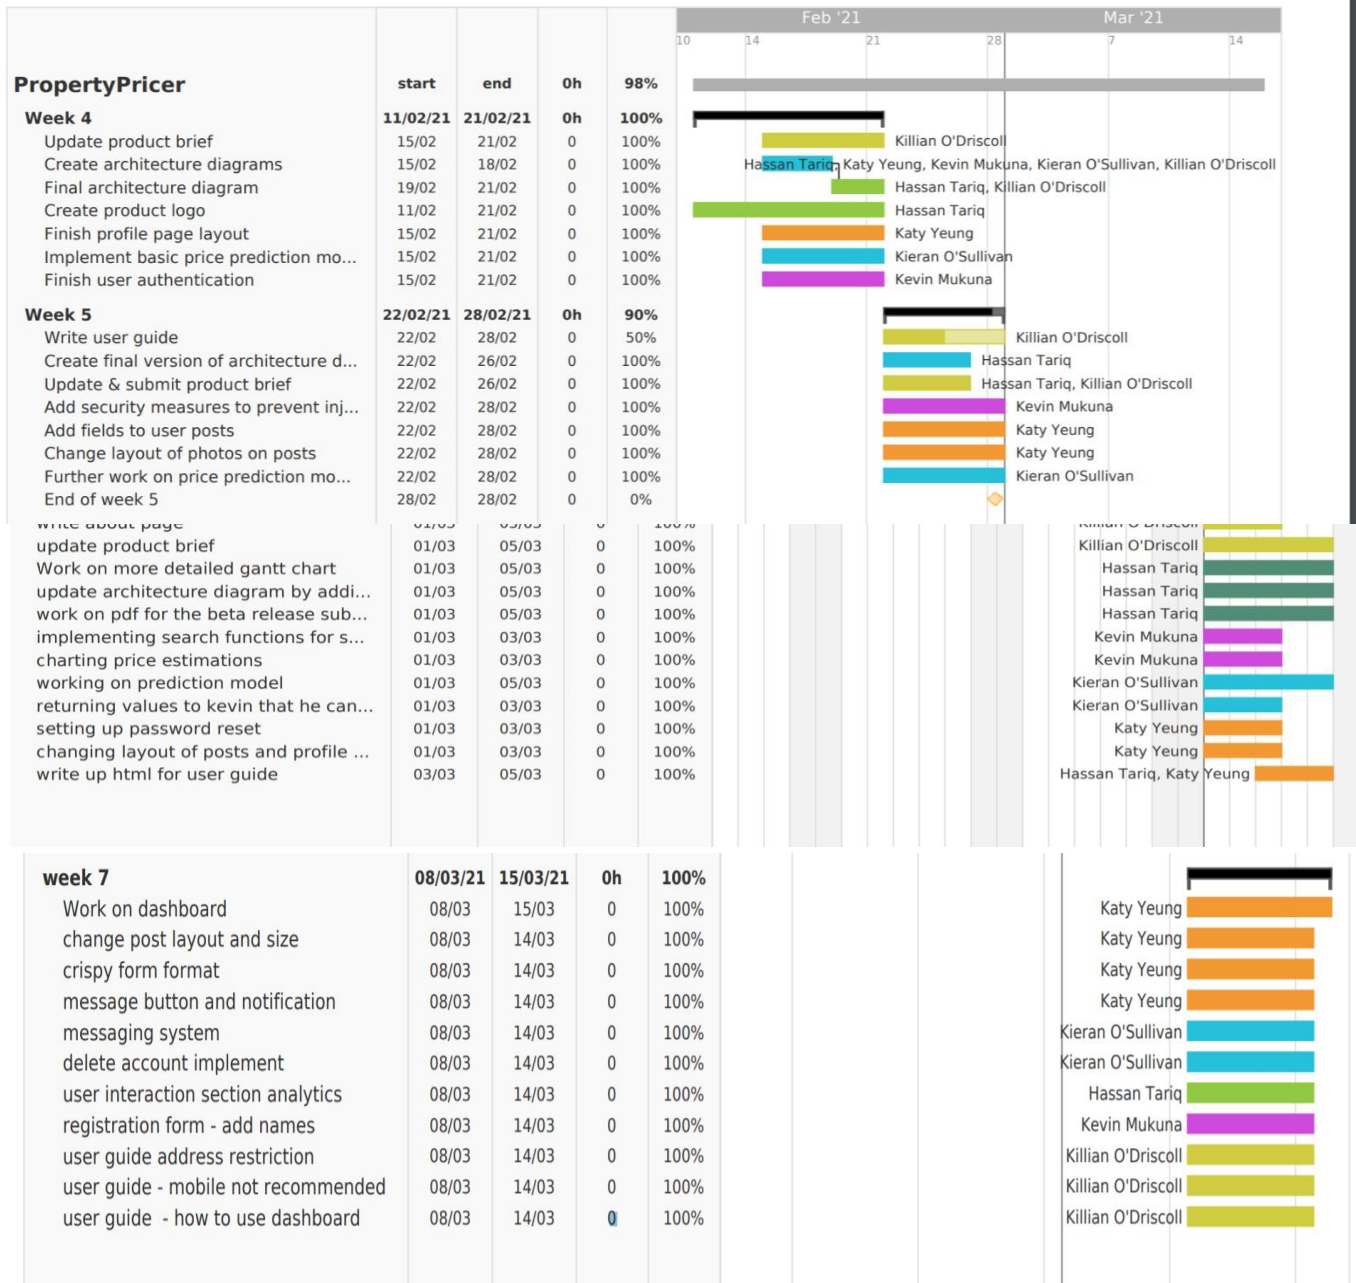 Feb '21 Mar '21
10 14 21 28 7 14
PropertyPricer start end 0h 98%
Week 4 11/02/21 21/02/21 0h 100%
Update product brief 15/02 21/02 0 100% Killian O'Driscoll
Create architecture diagrams 15/02 18/02 0 100% Hassan Tariq, Katy Yeung, Kevin Mukuna, Kieran O'Sullivan, Killian O'Driscoll
Final architecture diagram 19/02 21/02 0 100% Hassan Tariq, Killian O'Driscoll
Create product logo 11/02 21/02 0 100% Hassan Tariq
Finish profile page layout 15/02 21/02 0 100% Katy Yeung
Implement basic price prediction mo... 15/02 21/02 0 100% Kieran O'Sullivan
Finish user authentication 15/02 21/02 0 100% Kevin Mukuna
Week 5 22/02/21 28/02/21 0h 90%
Write user guide 22/02 28/02 0 50% Killian O'Driscoll
Create final version of architecture d... 22/02 26/02 0 100% Hassan Tariq
Update & submit product brief 22/02 26/02 0 100% Hassan Tariq, Killian O'Driscoll
Add security measures to prevent inj... 22/02 28/02 0 100% Kevin Mukuna
Add fields to user posts 22/02 28/02 0 100% Katy Yeung
Change layout of photos on posts 22/02 28/02 0 100% Katy Yeung
Further work on price prediction mo... 22/02 28/02 0 100% Kieran O'Sullivan
End of week 5 28/02 28/02 0 0%
write about page 01/03 03/03 0 100% Killian O'Driscoll
update product brief 01/03 05/03 0 100% Killian O'Driscoll
Work on more detailed gantt chart 01/03 05/03 0 100% Hassan Tariq
update architecture diagram by addi... 01/03 05/03 0 100% Hassan Tariq
work on pdf for the beta release sub... 01/03 05/03 0 100% Hassan Tariq
implementing search functions for s... 01/03 03/03 0 100% Kevin Mukuna
charting price estimations 01/03 03/03 0 100% Kevin Mukuna
working on prediction model 01/03 05/03 0 100% Kieran O'Sullivan
returning values to kevin that he can... 01/03 03/03 0 100% Kieran O'Sullivan
setting up password reset 01/03 03/03 0 100% Katy Yeung
changing layout of posts and profile ... 01/03 03/03 0 100% Katy Yeung
write up html for user guide 03/03 05/03 0 100% Hassan Tariq, Katy Yeung
week 7 08/03/21 15/03/21 0h 100%
Work on dashboard 08/03 15/03 0 100% Katy Yeung
change post layout and size 08/03 14/03 0 100% Katy Yeung
crispy form format 08/03 14/03 0 100% Katy Yeung
message button and notification 08/03 14/03 0 100% Katy Yeung
messaging system 08/03 14/03 0 100% Kieran O'Sullivan
delete account implement 08/03 14/03 0 100% Kieran O'Sullivan
user interaction section analytics 08/03 14/03 0 100% Hassan Tariq
registration form - add names 08/03 14/03 0 100% Kevin Mukuna
user guide address restriction 08/03 14/03 0 100% Killian O'Driscoll
user guide - mobile not recommended 08/03 14/03 0 100% Killian O'Driscoll
user guide - how to use dashboard 08/03 14/03 0 100% Killian O'Driscoll